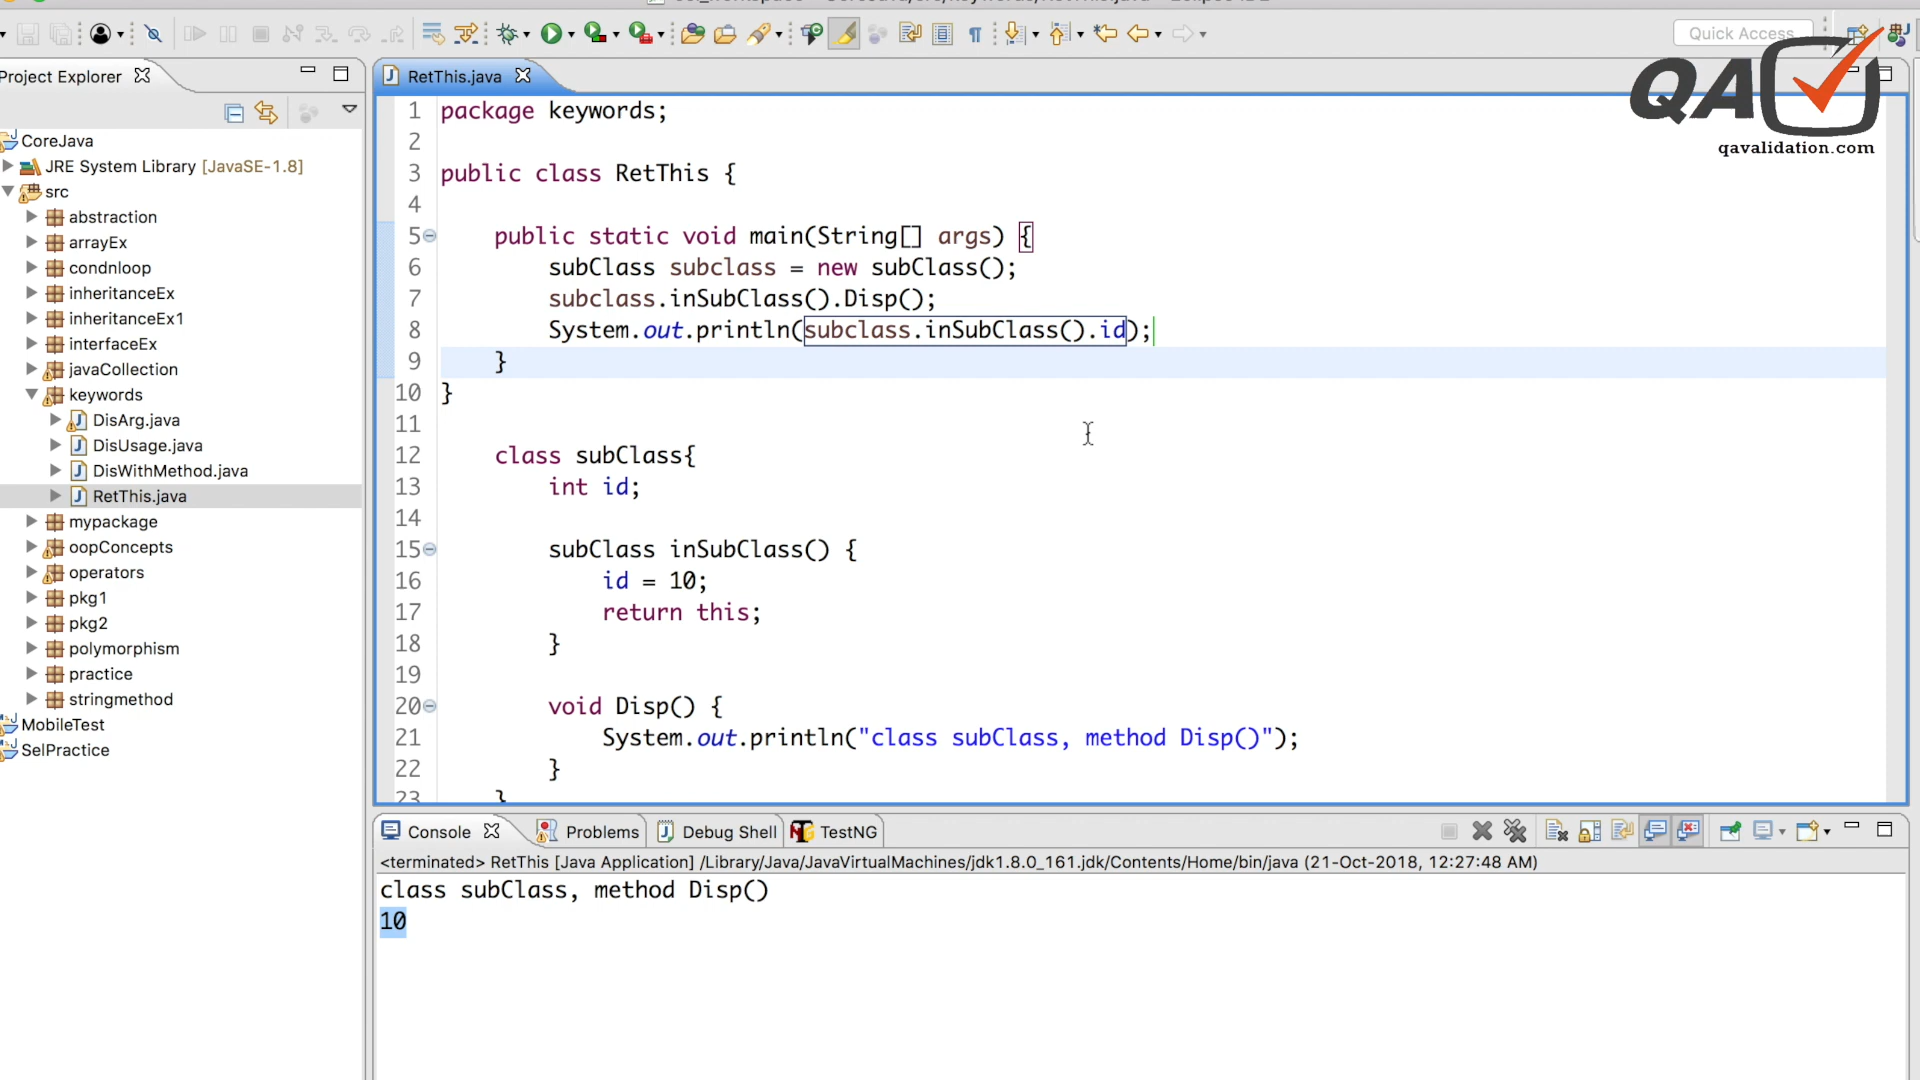 Quick Access
QA
qavalidation.com
Project Explorer
CoreJava
JRE System Library [JavaSE-1.8]
src
abstraction
arrayEx
condnloop
inheritanceEx
inheritanceEx1
interfaceEx
javaCollection
keywords
DisArg.java
DisUsage.java
DisWithMethod.java
RetThis.java
mypackage
oopConcepts
operators
pkg1
pkg2
polymorphism
practice
stringmethod
MobileTest
SelPractice
RetThis.java
1 package keywords;
2
3 public class RetThis {
4
5 public static void main(String[] args) {
6 subClass subclass = new subClass();
7 subclass.inSubClass().Disp();
8 System.out.println(subclass.inSubClass().id);
9 }
10 }
11
12 class subClass{
13 int id;
14
15 subClass inSubClass() {
16 id = 10;
17 return this;
18 }
19
20 void Disp() {
21 System.out.println("class subClass, method Disp()");
22 }
23 }
Console Problems Debug Shell TestNG
<terminated> RetThis [Java Application] /Library/Java/JavaVirtualMachines/jdk1.8.0_161.jdk/Contents/Home/bin/java (21-Oct-2018, 12:27:48 AM)
class subClass, method Disp()
10